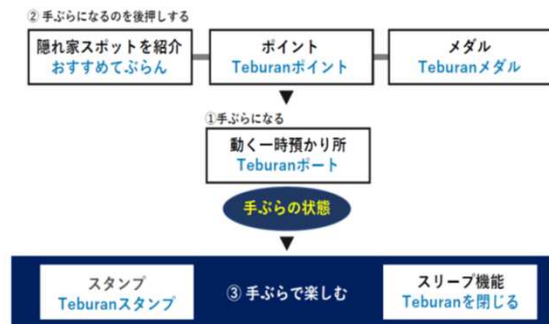 ② 手ぶらになるのを後押しする
隠れ家スポットを紹介
おすすめてぶらん
ポイント
Teburanポイント
メダル
Teburanメダル
①手ぶらになる
動く一時預かり所
Teburanポート
手ぶらの状態
スタンプ
Teburanスタンプ
③ 手ぶらで楽しむ
スリープ機能
Teburanを閉じる